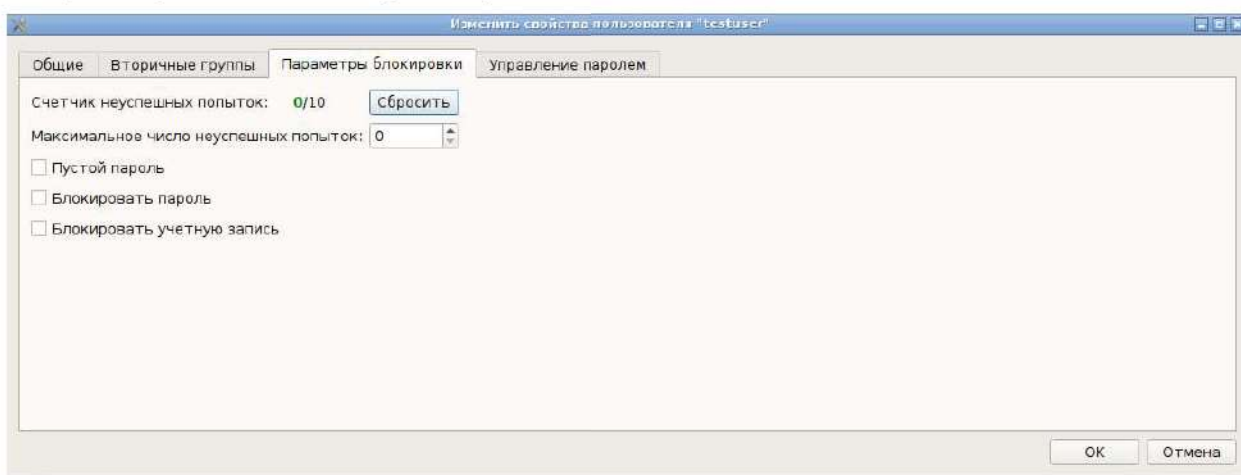 Изменить свойства пользователя "testuser"
Общие Вторичные группы Параметры блокировки Управление паролем
Счетчик неуспешных попыток: 0/10 Сбросить
Максимальное число неуспешных попыток: 0
Пустой пароль
Блокировать пароль
Блокировать учетную запись
ОК Отмена